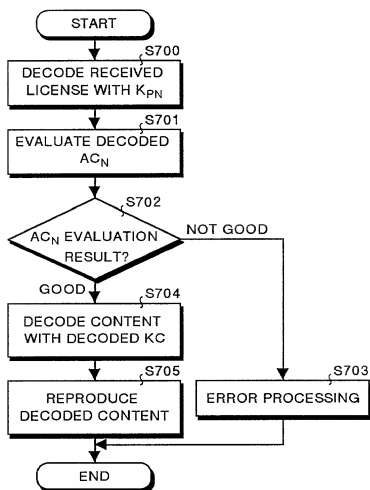 START
S700
DECODE RECEIVED
LICENSE WITH KPN
S701
EVALUATE DECODED
ACN
S702
ACN EVALUATION
RESULT?
NOT GOOD
GOOD
S704
DECODE CONTENT
WITH DECODED KC
S705
REPRODUCE
DECODED CONTENT
S703
ERROR PROCESSING
END